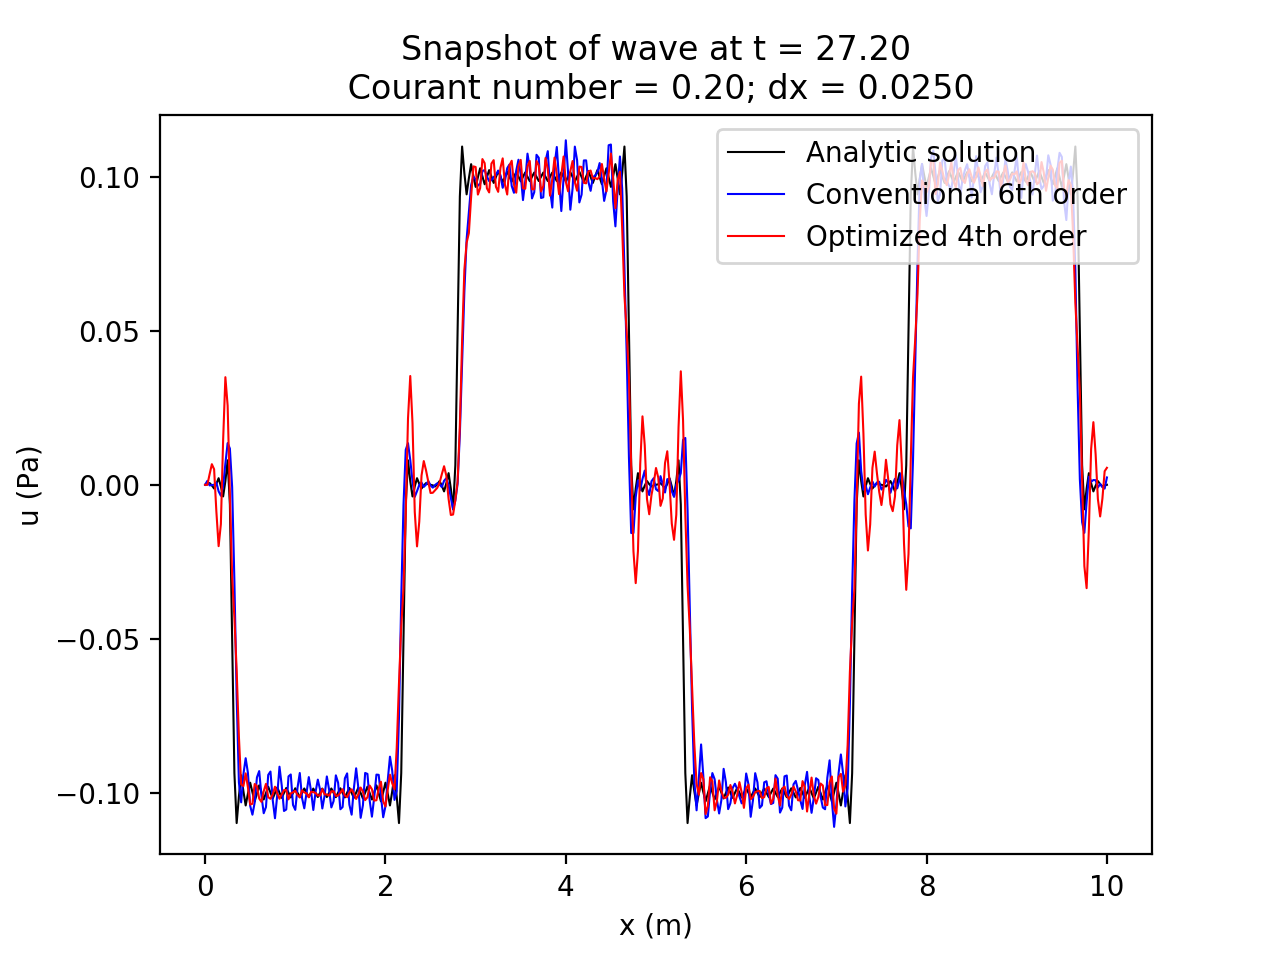 Snapshot of wave at t = 27.20
Courant number = 0.20; dx = 0.0250
Analytic solution
Conventional 6th order
Optimized 4th order
0.10
0.05
0.00
−0.05
−0.10
u (Pa)
0 2 4 6 8 10
x (m)